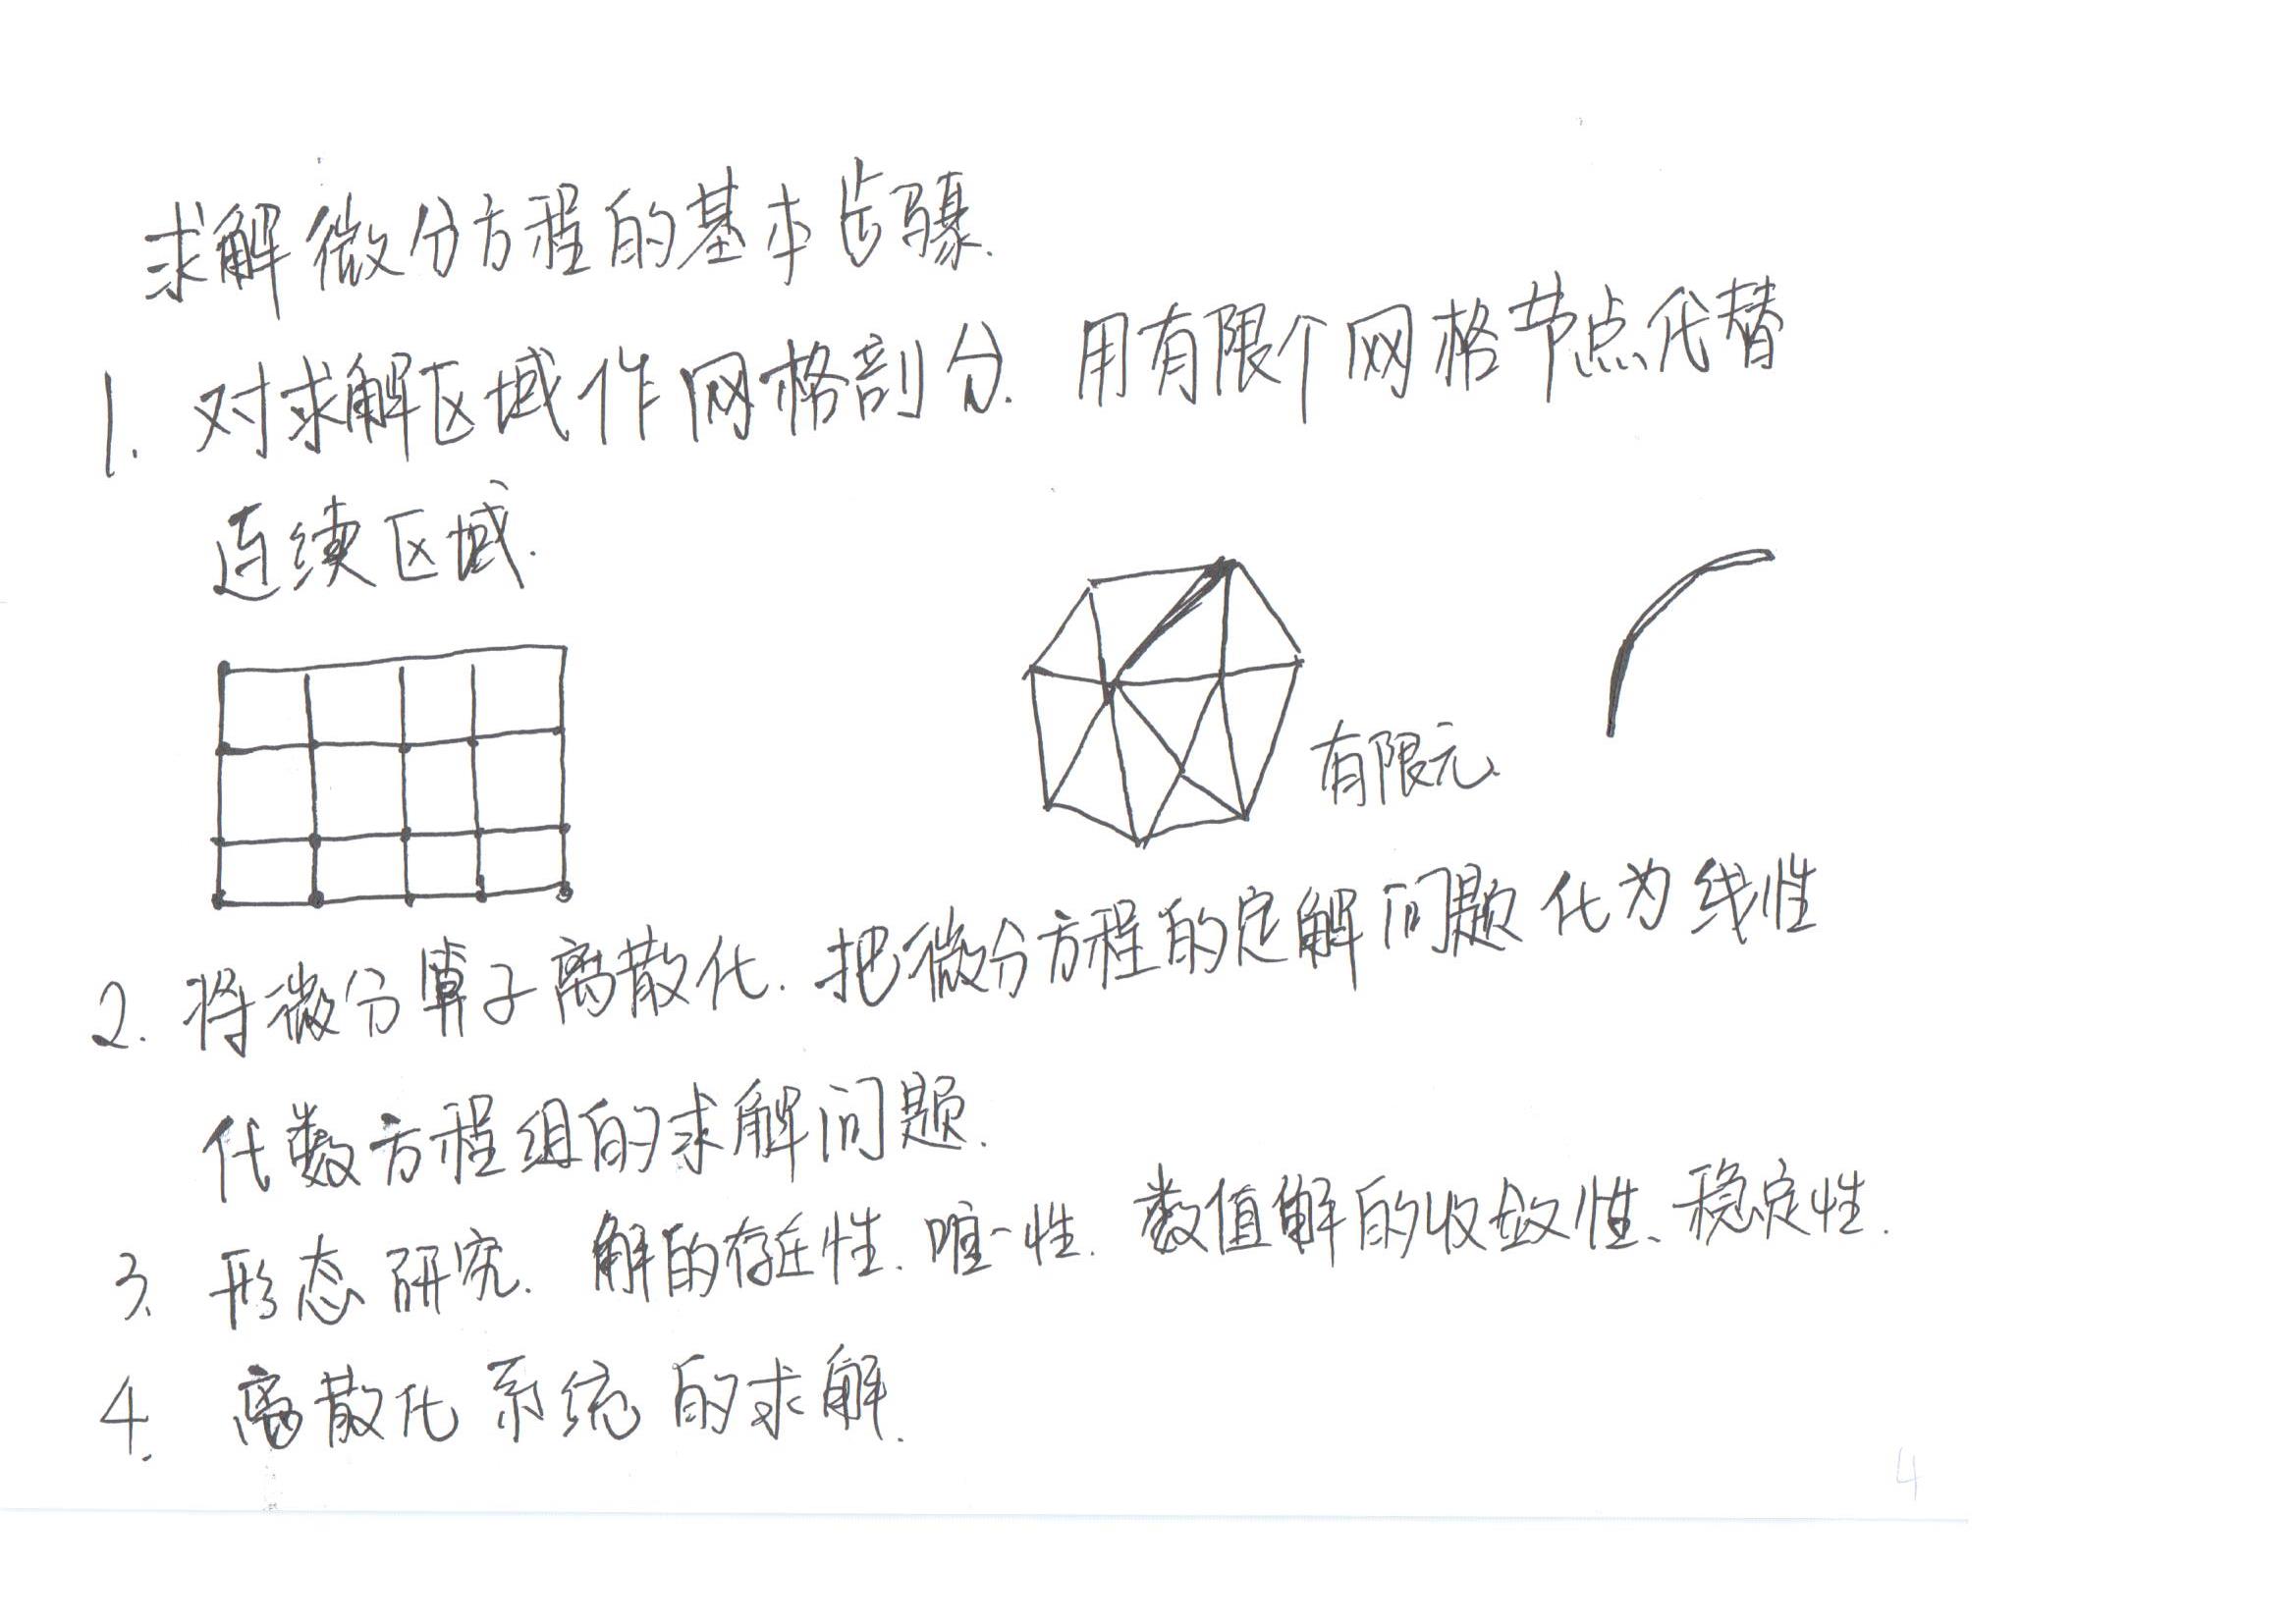 求解微分方程的基本步骤.
1. 对求解区域作网格剖分. 用有限个网格节点代替
连续区域.
有限元.
2. 将微分算子离散化. 把微分方程的定解问题化为线性
代数方程组的求解问题.
3. 形态研究. 解的存在性. 唯一性. 数值解的收敛性、稳定性.
4. 离散化系统的求解.
4